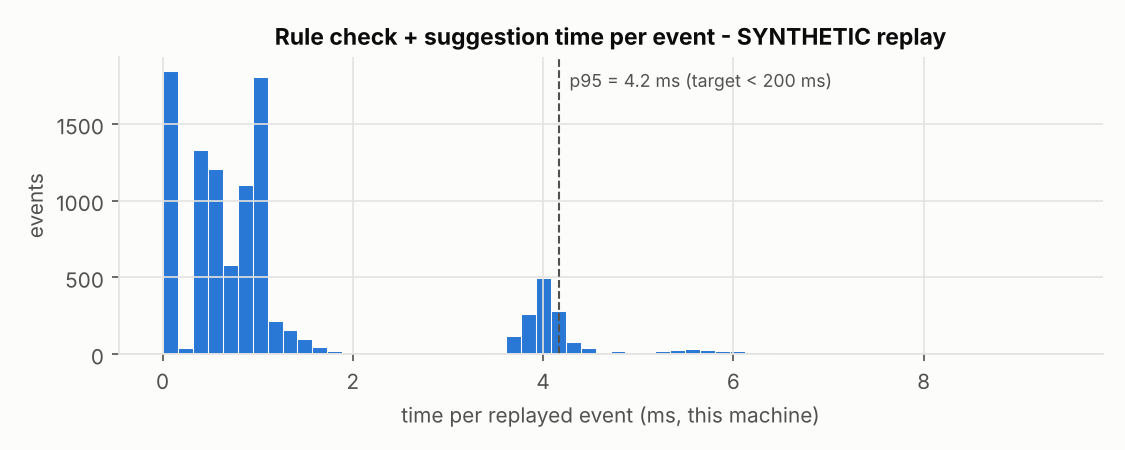 Rule check + suggestion time per event - SYNTHETIC replay
p95 = 4.2 ms (target < 200 ms)
events
1500
1000
500
0
0 2 4 6 8
time per replayed event (ms, this machine)